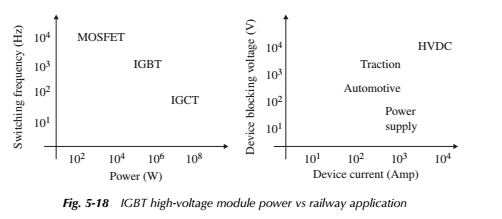 Switching frequency (Hz)
10⁴
10³
10²
10¹
MOSFET
IGBT
IGCT
10² 10⁴ 10⁶ 10⁸
Power (W)
Device blocking voltage (V)
10⁴
10³
10²
10¹
HVDC
Traction
Automotive
Power
supply
10¹ 10² 10³ 10⁴
Device current (Amp)
Fig. 5-18 IGBT high-voltage module power vs railway application